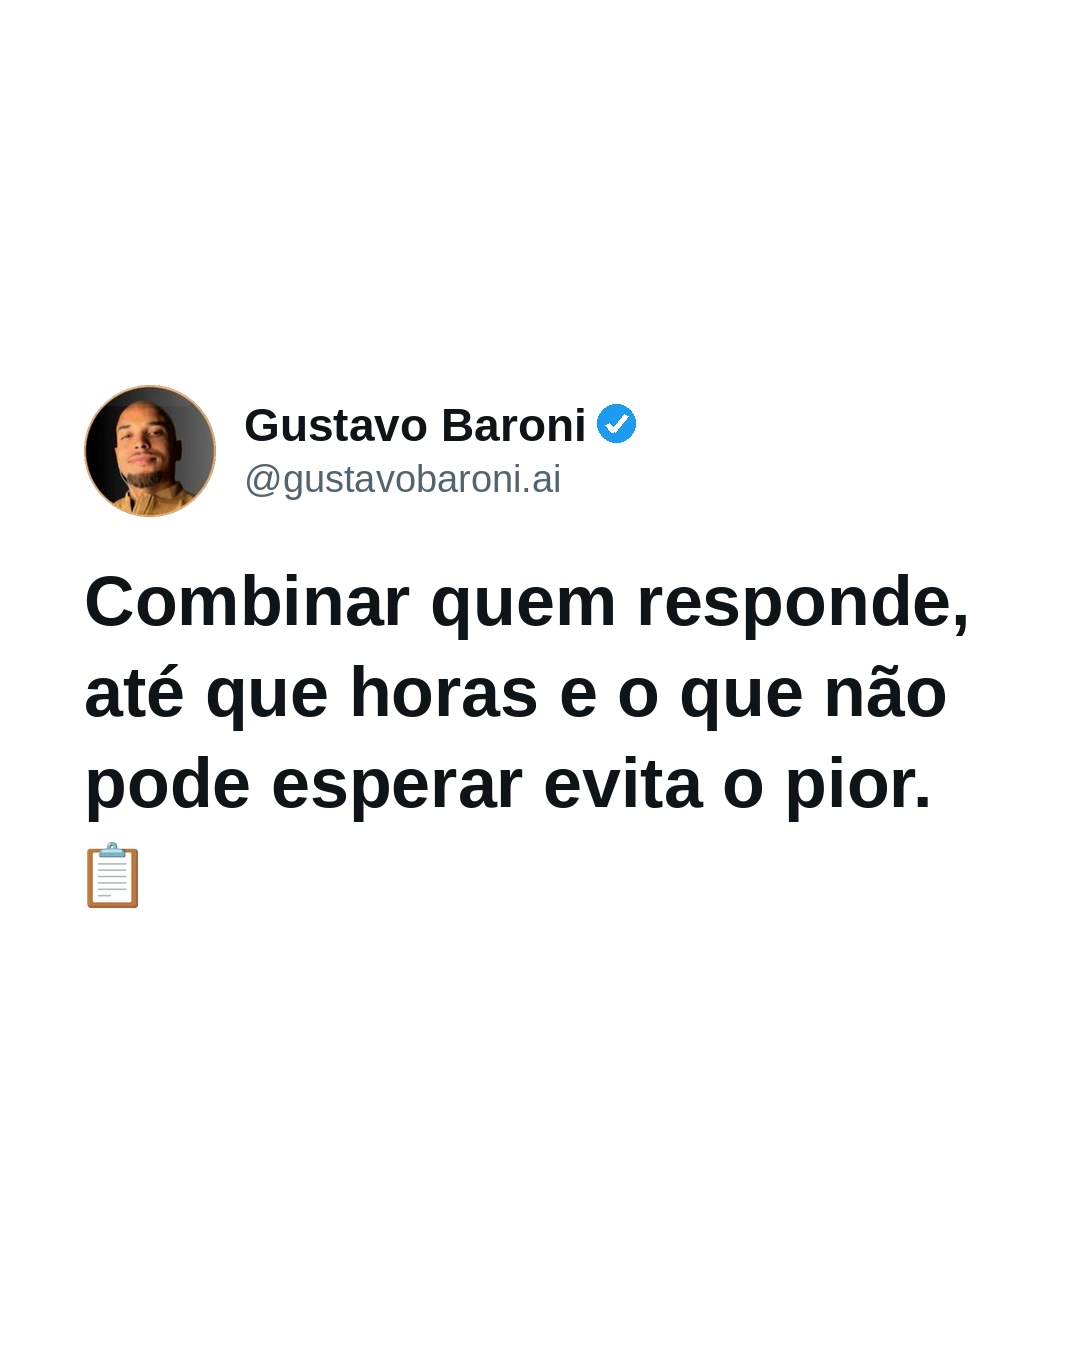 Gustavo Baroni
@gustavobaroni.ai
Combinar quem responde,
até que horas e o que não
pode esperar evita o pior.
📋